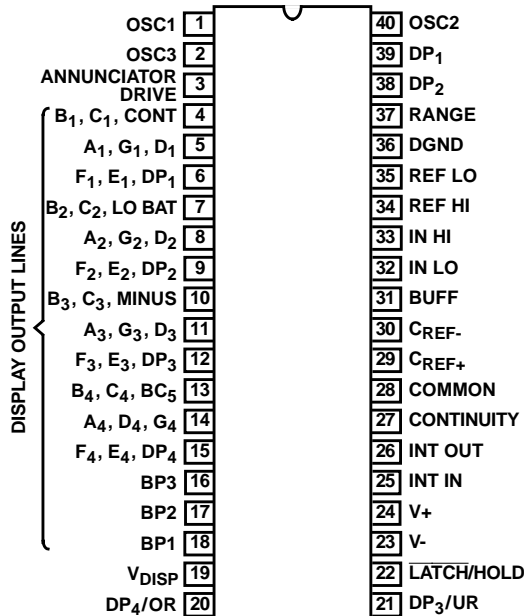 OSC1 1 40 OSC2
OSC3 2 39 DP₁
ANNUNCIATOR
DRIVE 3 38 DP₂
B₁, C₁, CONT 4 37 RANGE
A₁, G₁, D₁ 5 36 DGND
F₁, E₁, DP₁ 6 35 REF LO
B₂, C₂, LO BAT 7 34 REF HI
A₂, G₂, D₂ 8 33 IN HI
F₂, E₂, DP₂ 9 32 IN LO
B₃, C₃, MINUS 10 31 BUFF
A₃, G₃, D₃ 11 30 C_REF-
F₃, E₃, DP₃ 12 29 C_REF+
B₄, C₄, BC₅ 13 28 COMMON
A₄, D₄, G₄ 14 27 CONTINUITY
F₄, E₄, DP₄ 15 26 INT OUT
BP3 16 25 INT IN
BP2 17 24 V+
BP1 18 23 V-
V_DISP 19 22 L̅A̅T̅C̅H̅/HOLD
DP₄/OR 20 21 DP₃/UR
DISPLAY OUTPUT LINES